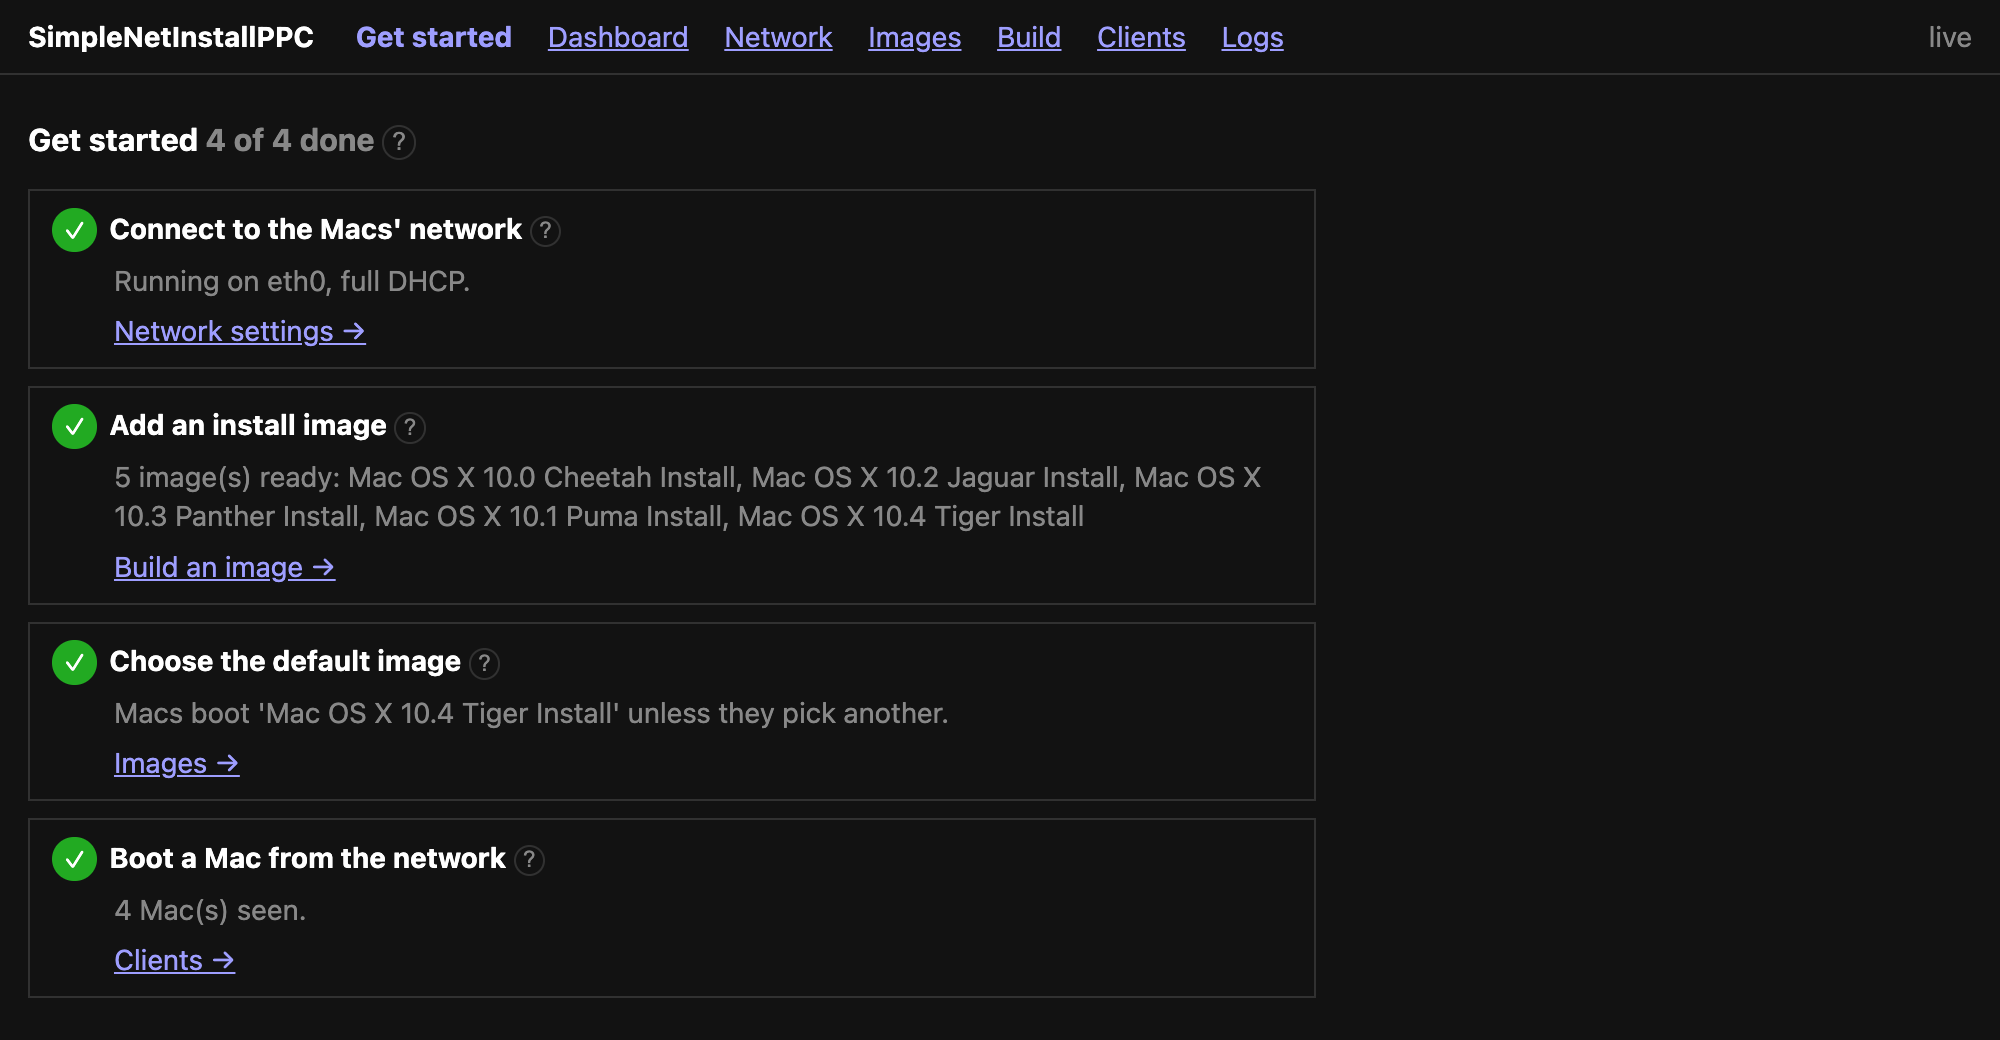 SimpleNetInstallPPC Get started Dashboard Network Images Build Clients Logs live
Get started 4 of 4 done ?
Connect to the Macs' network ?
Running on eth0, full DHCP.
Network settings →
Add an install image ?
5 image(s) ready: Mac OS X 10.0 Cheetah Install, Mac OS X 10.2 Jaguar Install, Mac OS X
10.3 Panther Install, Mac OS X 10.1 Puma Install, Mac OS X 10.4 Tiger Install
Build an image →
Choose the default image ?
Macs boot 'Mac OS X 10.4 Tiger Install' unless they pick another.
Images →
Boot a Mac from the network ?
4 Mac(s) seen.
Clients →